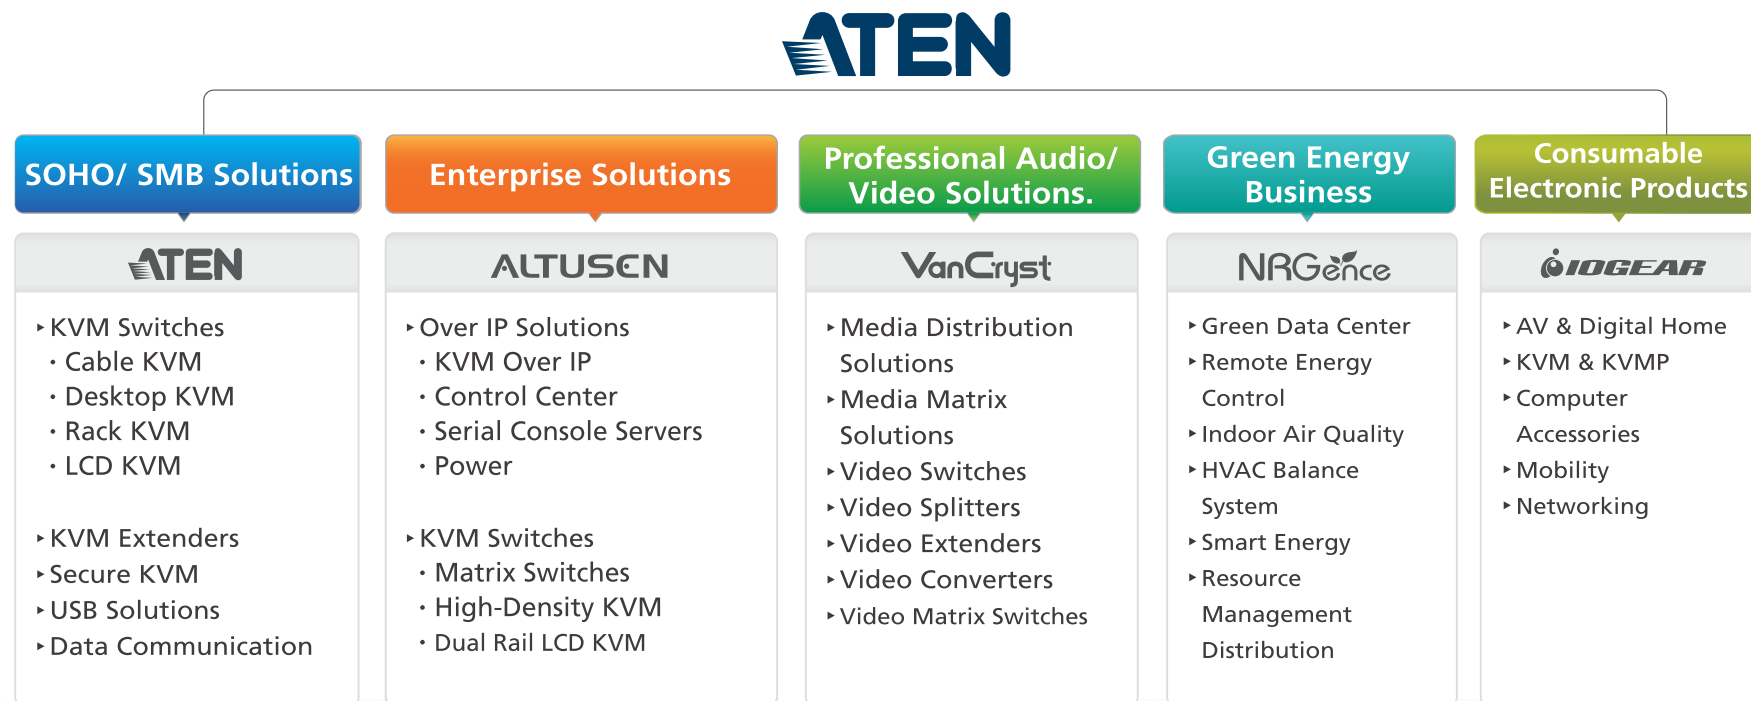 ATEN
SOHO/ SMB Solutions
ATEN
‣KVM Switches
· Cable KVM
· Desktop KVM
· Rack KVM
· LCD KVM
‣KVM Extenders
‣Secure KVM
‣USB Solutions
‣Data Communication
Enterprise Solutions
ALTUSEN
‣Over IP Solutions
· KVM Over IP
· Control Center
· Serial Console Servers
· Power
‣KVM Switches
· Matrix Switches
· High-Density KVM
· Dual Rail LCD KVM
Professional Audio/
Video Solutions.
VanCryst
‣Media Distribution
Solutions
‣Media Matrix
Solutions
‣Video Switches
‣Video Splitters
‣Video Extenders
‣Video Converters
‣Video Matrix Switches
Green Energy
Business
NRGence
‣Green Data Center
‣Remote Energy
Control
‣Indoor Air Quality
‣HVAC Balance
System
‣Smart Energy
‣Resource
Management
Distribution
Consumable
Electronic Products
IOGEAR
‣AV & Digital Home
‣KVM & KVMP
‣Computer
Accessories
‣Mobility
‣Networking